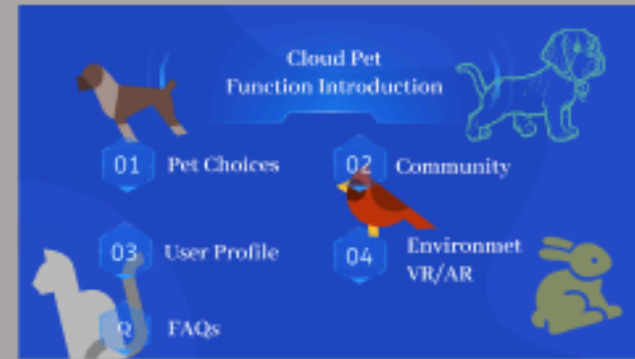 Cloud Pet
Function Introduction
01 Pet Choices
02 Community
03 User Profile
04 Environmet
VR/AR
Q FAQs